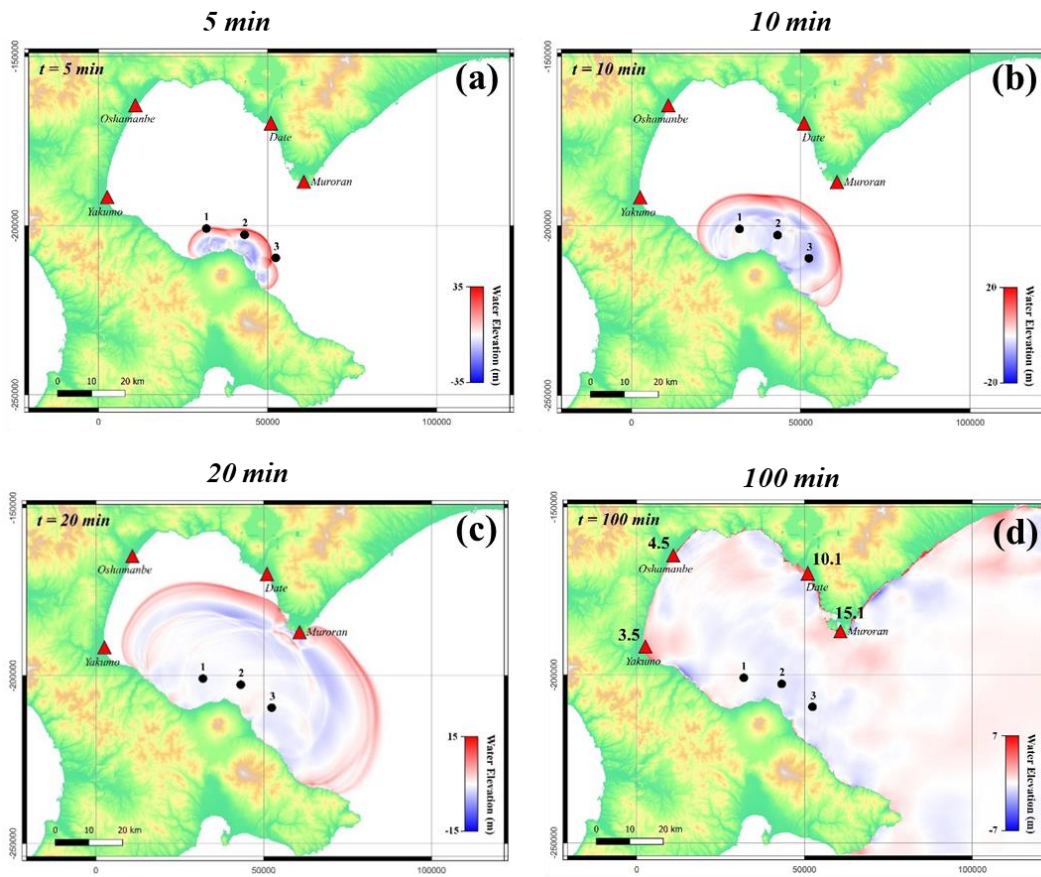 5 min
10 min
t = 5 min
(a)
Oshamanbe
Date
Muroran
Yakumo
1
2
3
35
Water Elevation (m)
-35
0 10 20 km
-150000
-200000
-250000
0 50000 100000
t = 10 min
(b)
Oshamanbe
Date
Muroran
Yakumo
1
2
3
20
Water Elevation (m)
-20
0 10 20 km
-150000
-200000
-250000
0 50000 100000
20 min
100 min
t = 20 min
(c)
Oshamanbe
Date
Muroran
Yakumo
1
2
3
15
Water Elevation (m)
-15
0 10 20 km
-150000
-200000
-250000
0 50000 100000
t = 100 min
(d)
4.5
Oshamanbe
10.1
Date
15.1
Muroran
3.5
Yakumo
1
2
3
7
Water Elevation (m)
-7
0 10 20 km
-150000
-200000
-250000
0 50000 100000